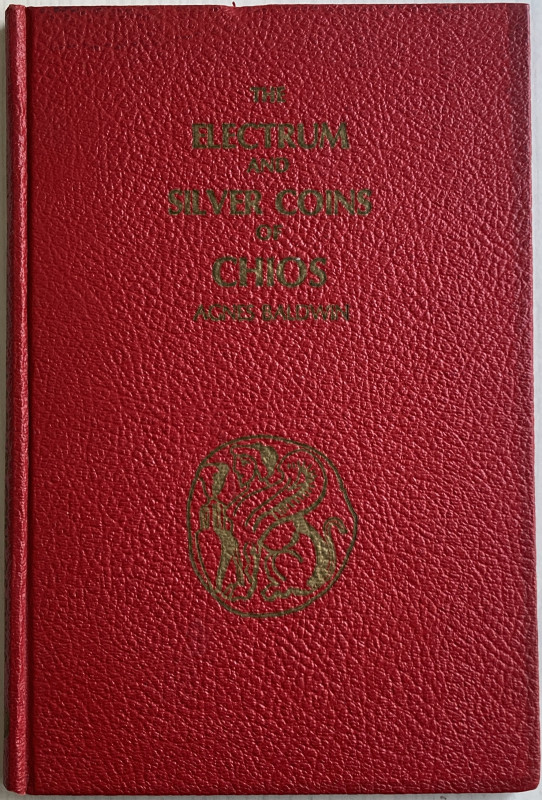 THE
ELECTRUM
AND
SILVER COINS
OF
CHIOS
AGNES BALDWIN